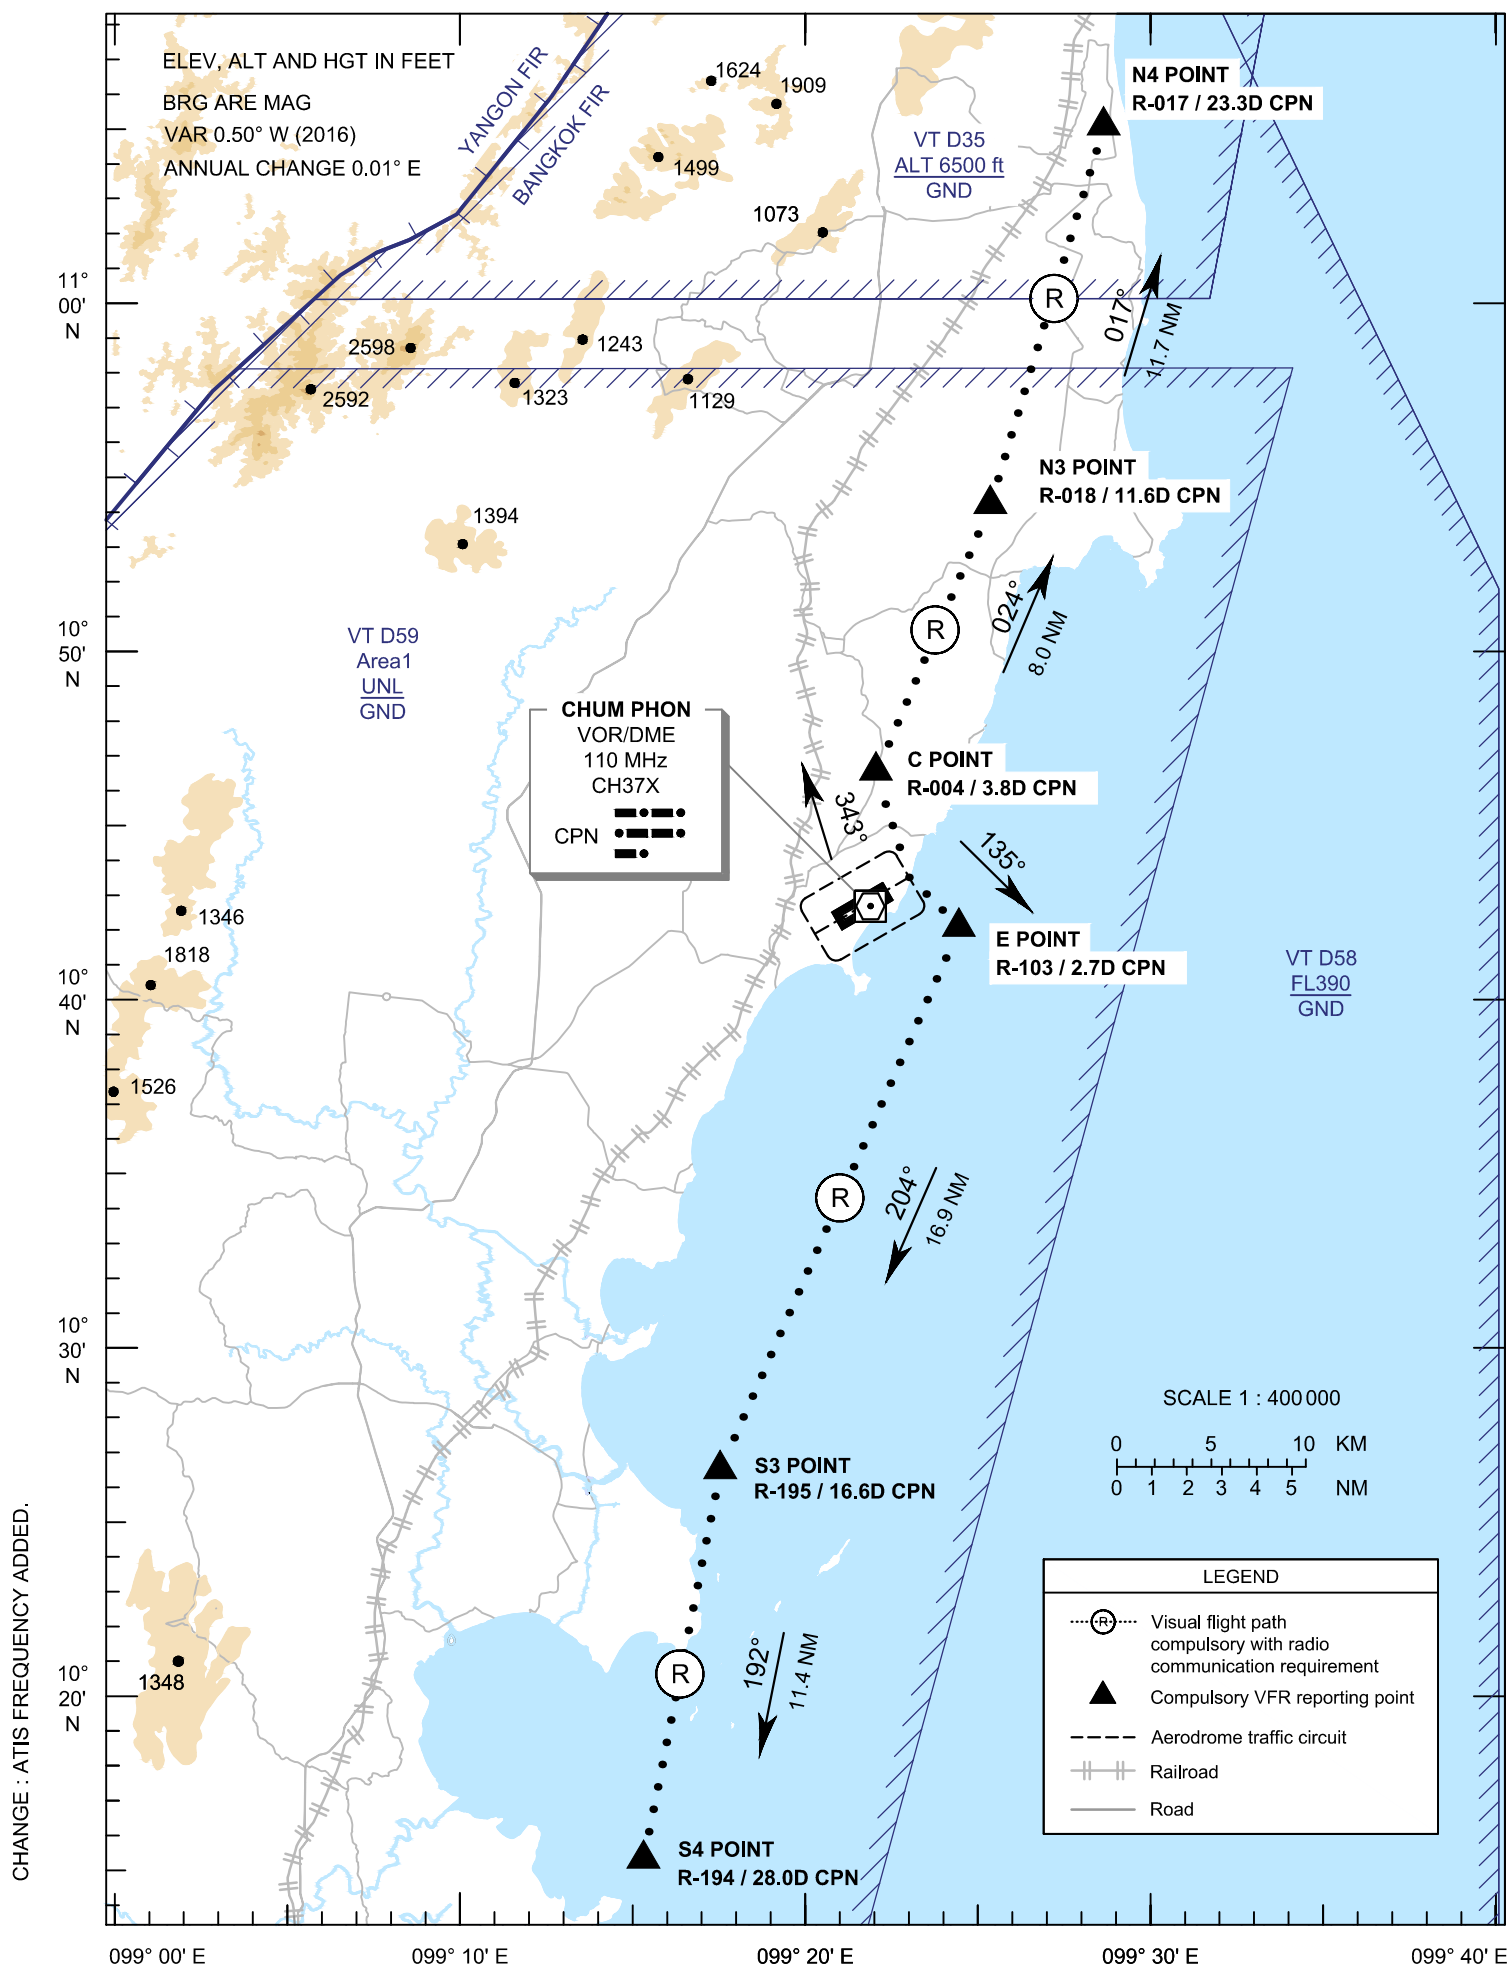 ELEV, ALT AND HGT IN FEET
BRG ARE MAG
VAR 0.50° W (2016)
ANNUAL CHANGE 0.01° E
YANGON FIR
BANGKOK FIR
1624
1909
1499
1073
VT D35
ALT 6500 ft
GND
N4 POINT
R-017 / 23.3D CPN
11°
00'
N
R
017°
11.7 NM
2598
2592
1323
1243
1129
N3 POINT
R-018 / 11.6D CPN
1394
10°
50'
N
VT D59
Area1
UNL
GND
R
024°
8.0 NM
CHUM PHON
VOR/DME
110 MHz
CH37X
CPN
C POINT
R-004 / 3.8D CPN
343°
135°
E POINT
R-103 / 2.7D CPN
1346
1818
10°
40'
N
1526
VT D58
FL390
GND
R
204°
16.9 NM
10°
30'
N
SCALE 1 : 400 000
0 5 10 KM
0 1 2 3 4 5 NM
S3 POINT
R-195 / 16.6D CPN
LEGEND
R Visual flight path
compulsory with radio
communication requirement
Compulsory VFR reporting point
Aerodrome traffic circuit
Railroad
Road
1348
10°
20'
N
R
192°
11.4 NM
S4 POINT
R-194 / 28.0D CPN
099° 00' E 099° 10' E 099° 20' E 099° 30' E 099° 40' E
CHANGE : ATIS FREQUENCY ADDED.